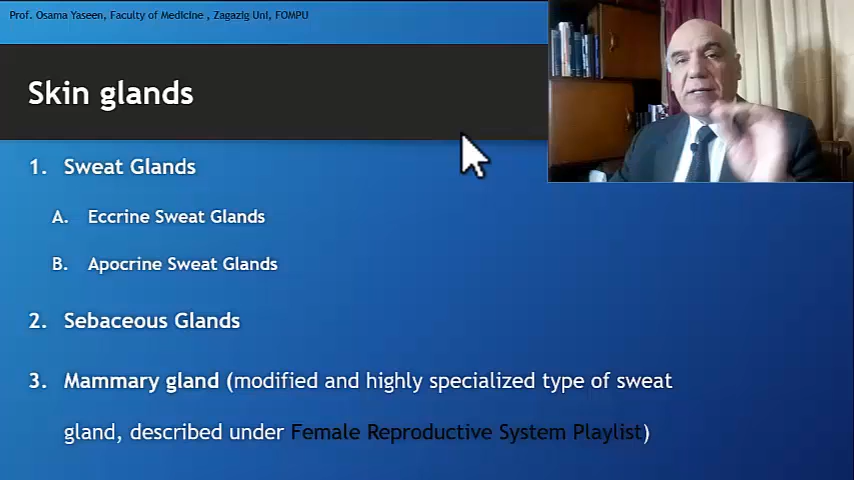 Prof. Osama Yaseen, Faculty of Medicine , Zagazig Uni, FOMPU
Skin glands
1. Sweat Glands
A. Eccrine Sweat Glands
B. Apocrine Sweat Glands
2. Sebaceous Glands
3. Mammary gland (modified and highly specialized type of sweat
gland, described under Female Reproductive System Playlist)